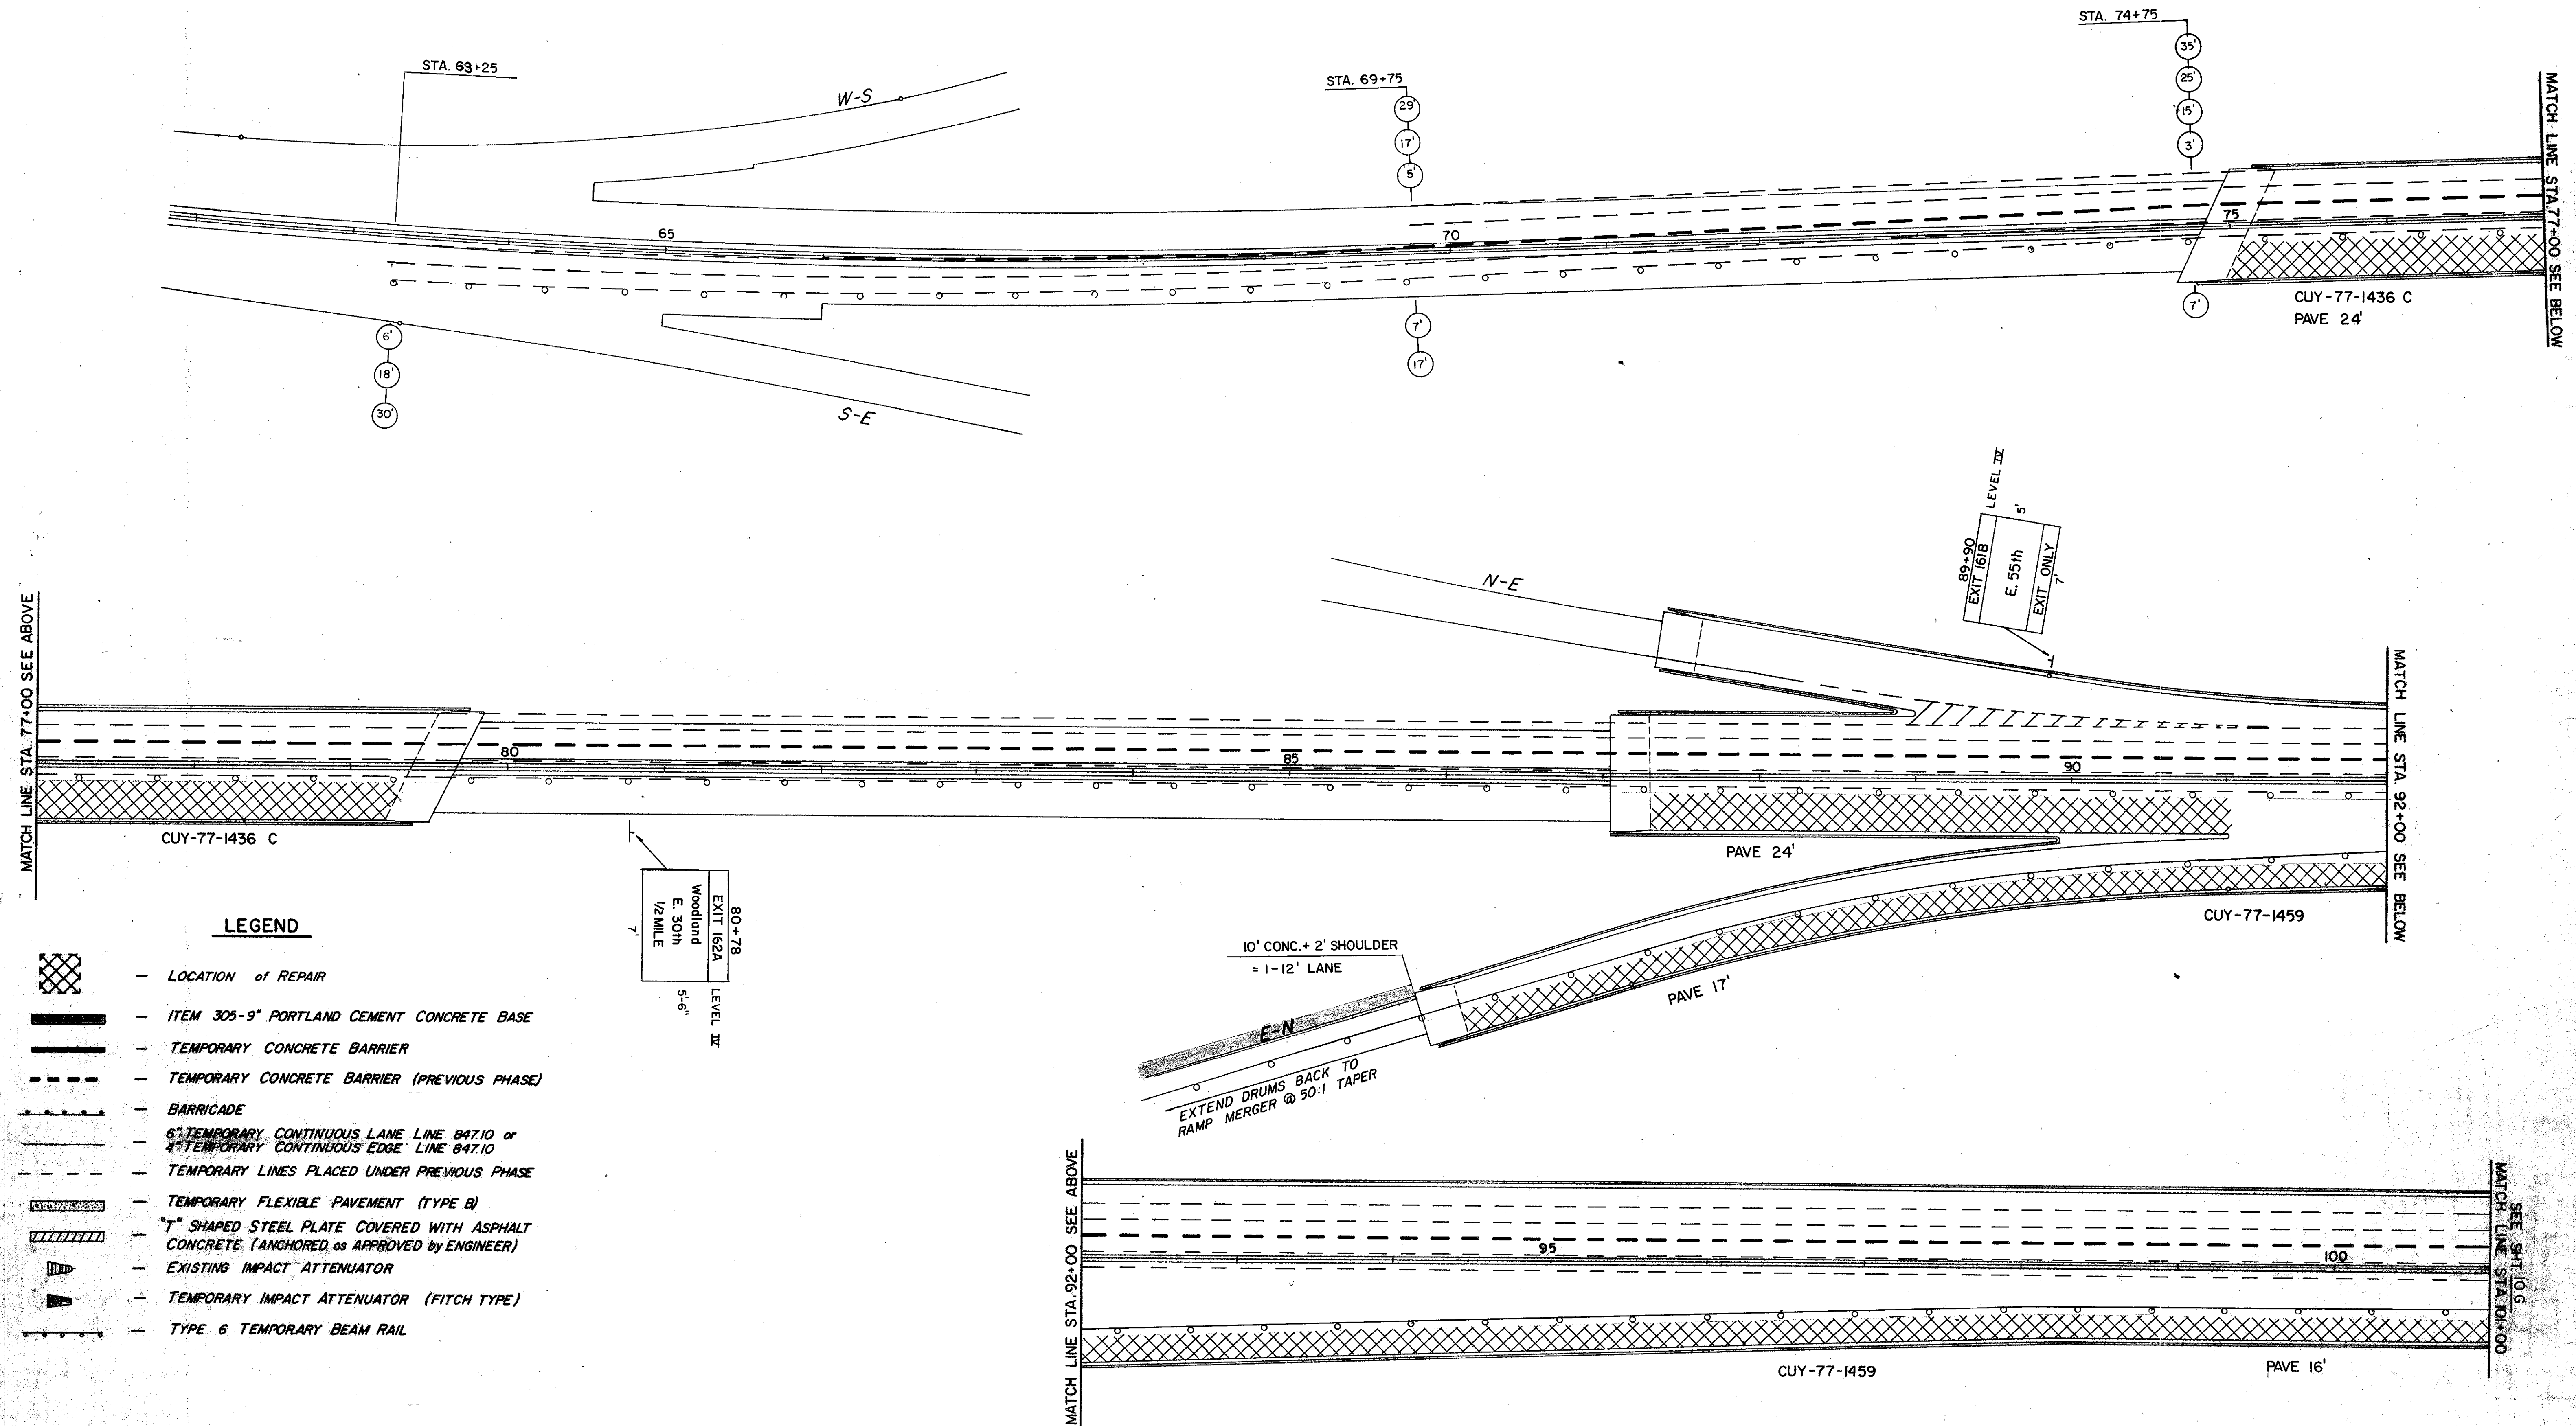 STA. 63+25
W-S
STA. 69+75
29'
17'
5'
STA. 74+75
35'
25'
15'
3'
65
70
75
MATCH LINE STA. 77+00 SEE BELOW
6'
18'
30'
7'
17'
7'
CUY-77-1436 C
PAVE 24'
S-E
MATCH LINE STA. 77+00 SEE ABOVE
N-E
89+90
EXIT 161B
E. 55th
EXIT ONLY
7'
5'
LEVEL IV
80
85
90
MATCH LINE STA. 92+00 SEE BELOW
CUY-77-1436 C
80+78
EXIT 162A
Woodland
E. 30th
1/2 MILE
7'
5'-6"
LEVEL IV
PAVE 24'
CUY-77-1459
PAVE 17'
10' CONC.+ 2' SHOULDER
= 1-12' LANE
E-N
EXTEND DRUMS BACK TO
RAMP MERGER @ 50:1 TAPER
LEGEND
- LOCATION of REPAIR
- ITEM 305-9" PORTLAND CEMENT CONCRETE BASE
- TEMPORARY CONCRETE BARRIER
- TEMPORARY CONCRETE BARRIER (PREVIOUS PHASE)
- BARRICADE
- 6" TEMPORARY CONTINUOUS LANE LINE 847.10 or
4" TEMPORARY CONTINUOUS EDGE LINE 847.10
- TEMPORARY LINES PLACED UNDER PREVIOUS PHASE
- TEMPORARY FLEXIBLE PAVEMENT (TYPE B)
- "T" SHAPED STEEL PLATE COVERED WITH ASPHALT
CONCRETE (ANCHORED as APPROVED by ENGINEER)
- EXISTING IMPACT ATTENUATOR
- TEMPORARY IMPACT ATTENUATOR (FITCH TYPE)
- TYPE 6 TEMPORARY BEAM RAIL
MATCH LINE STA. 92+00 SEE ABOVE
95
100
CUY-77-1459
PAVE 16'
MATCH LINE STA. 101+00
SEE SHT. 10 G